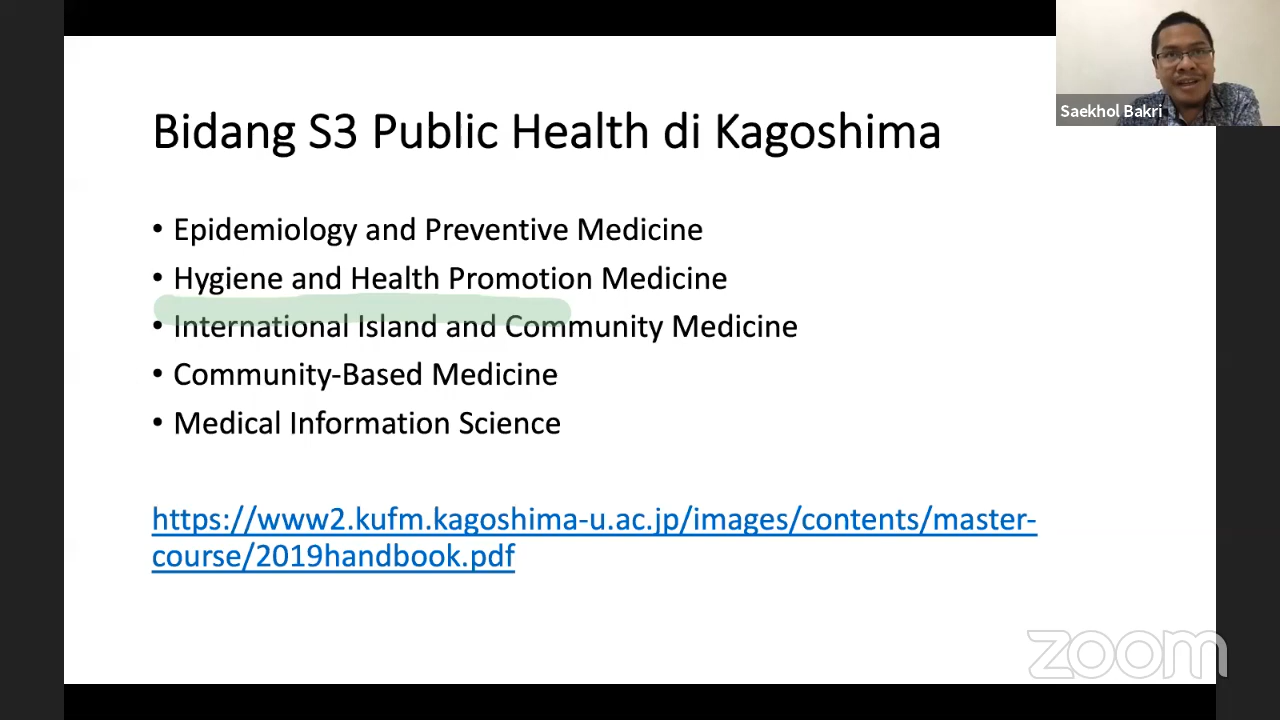 Saekhol Bakri
Bidang S3 Public Health di Kagoshima
• Epidemiology and Preventive Medicine
• Hygiene and Health Promotion Medicine
• International Island and Community Medicine
• Community-Based Medicine
• Medical Information Science
https://www2.kufm.kagoshima-u.ac.jp/images/contents/master-
course/2019handbook.pdf
zoom